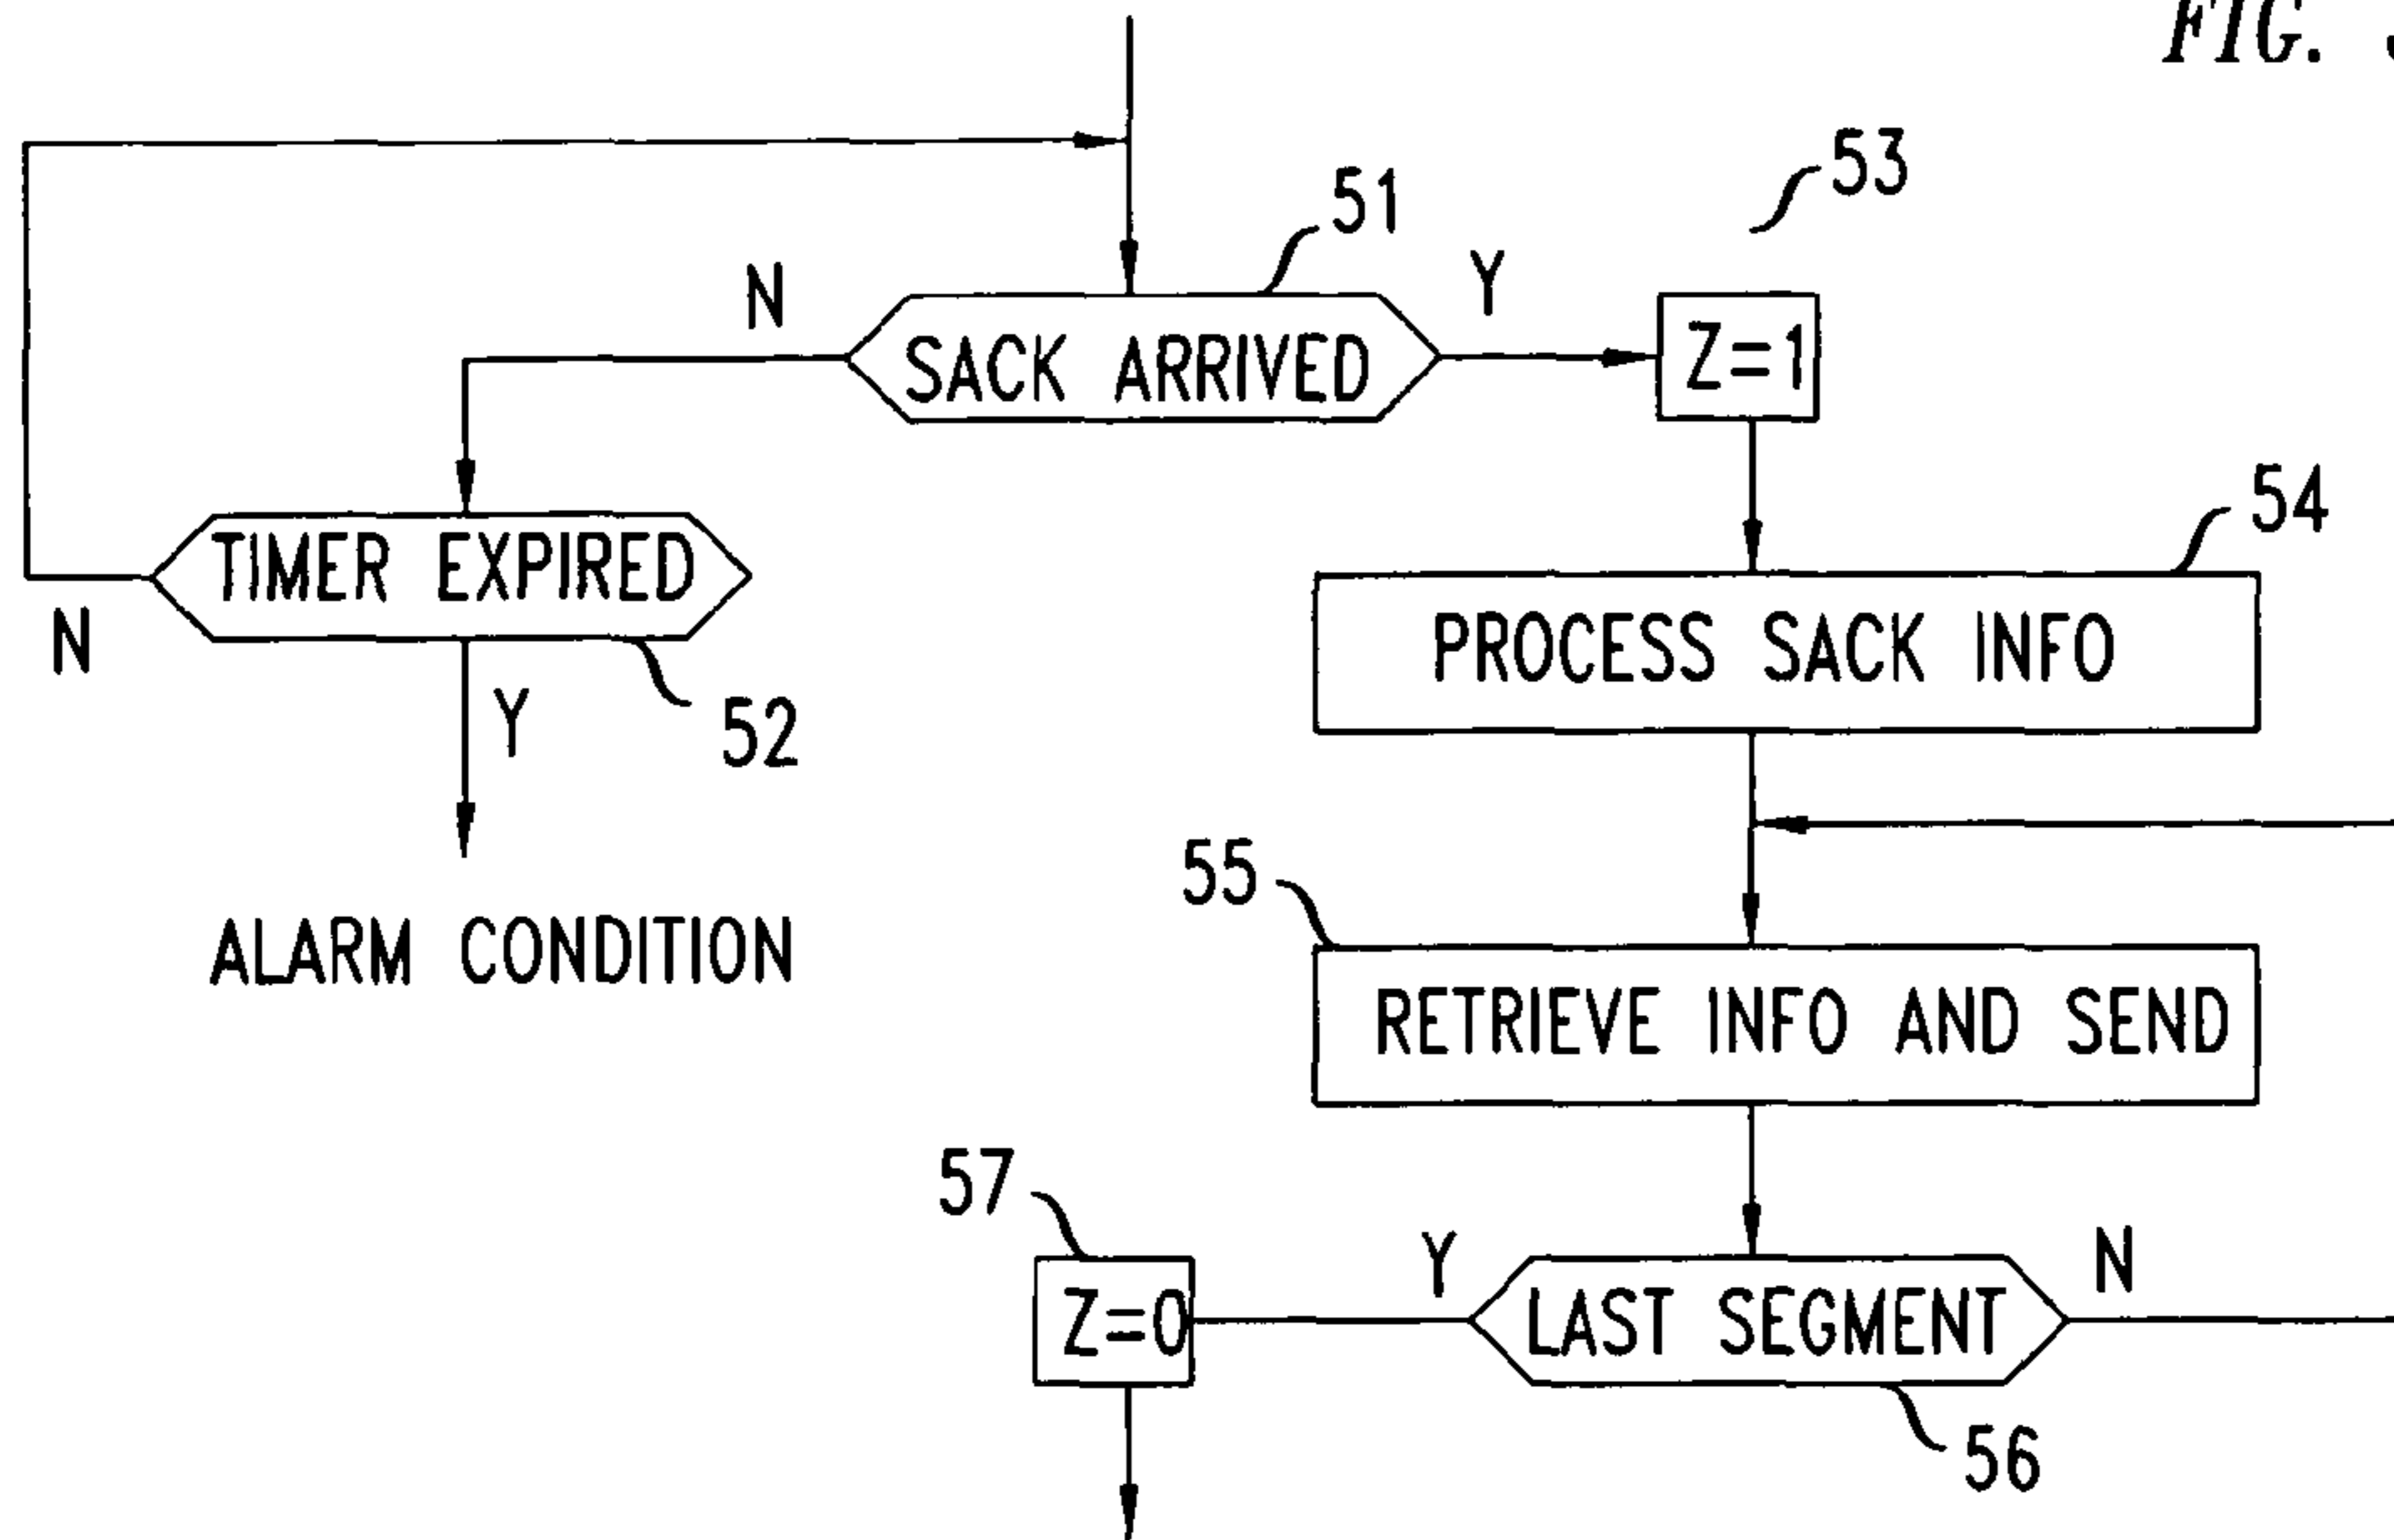 FIG.
53
51
N
Y
SACK ARRIVED
Z=1
54
TIMER EXPIRED
PROCESS SACK INFO
N
Y
52
55
ALARM CONDITION
RETRIEVE INFO AND SEND
57
Y
N
Z=0
LAST SEGMENT
56